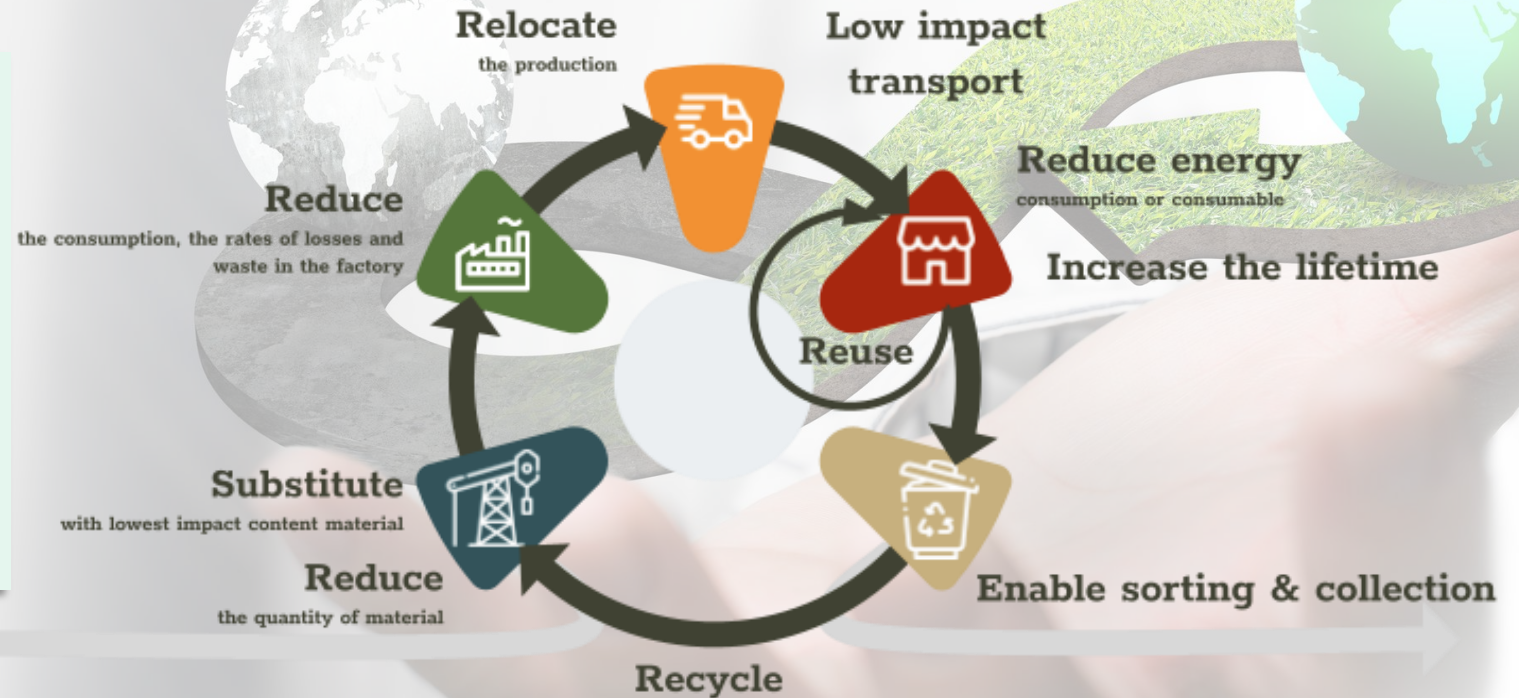 Relocate
the production
Low impact
transport
Reduce energy
consumption or consumable
Increase the lifetime
Reduce
the consumption, the rates of losses and
waste in the factory
Reuse
Substitute
with lowest impact content material
Reduce
the quantity of material
Enable sorting & collection
Recycle